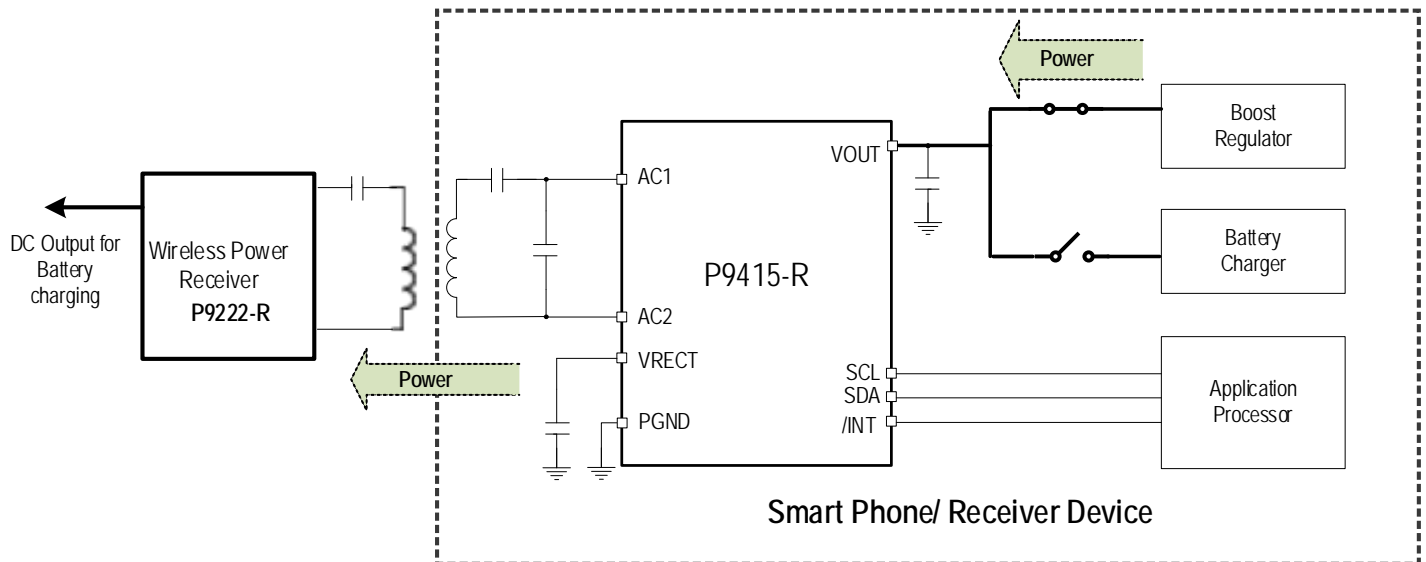 Power
Boost
Regulator
VOUT
AC1
DC Output for
Battery
charging
Wireless Power
Receiver
P9222-R
P9415-R
Battery
Charger
AC2
VRECT
Power
SCL
SDA
/INT
Application
Processor
PGND
Smart Phone/ Receiver Device